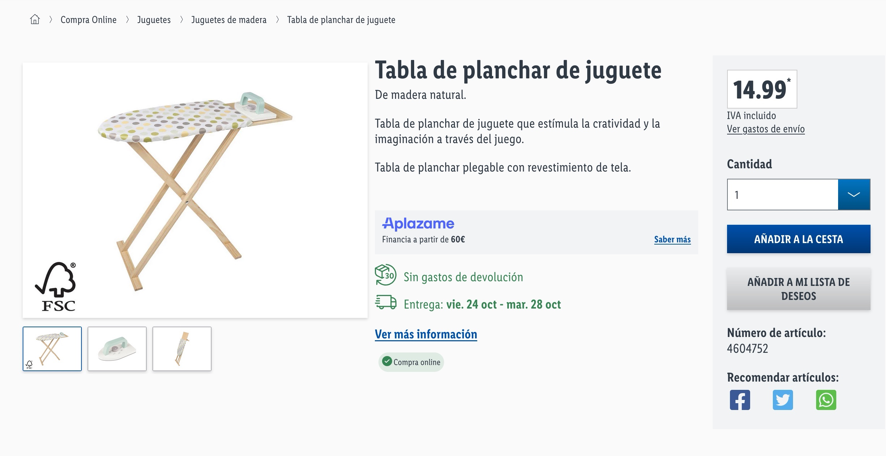 Compra Online
Juguetes
Juguetes de madera
Tabla de planchar de juguete
Tabla de planchar de juguete
De madera natural.
Tabla de planchar de juguete que estímula la cratividad y la
imaginación a través del juego.
Tabla de planchar plegable con revestimiento de tela.
Aplazame
Financia a partir de 60€
Saber más
30
Sin gastos de devolución
Entrega: vie. 24 oct - mar. 28 oct
Ver más información
Compra online
FSC
®
14.99*
IVA incluido
Ver gastos de envío
Cantidad
1
AÑADIR A LA CESTA
AÑADIR A MI LISTA DE
DESEOS
Número de artículo:
4604752
Recomendar artículos: